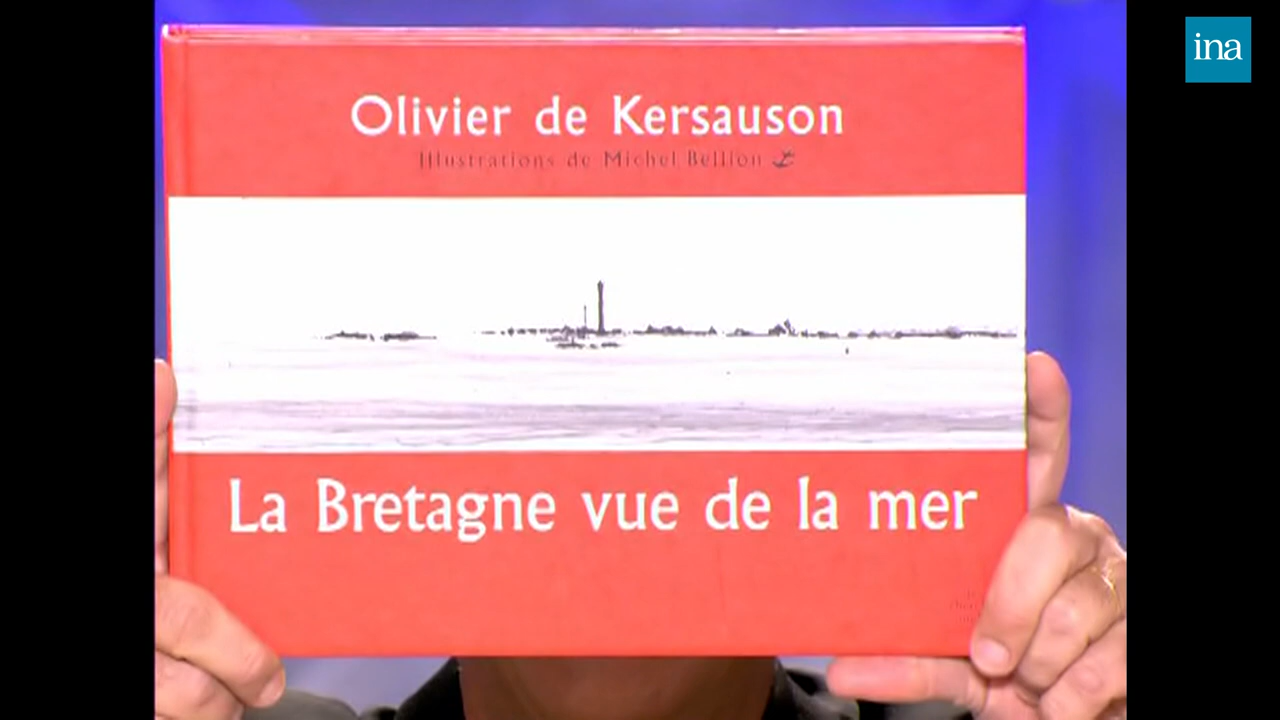 ina
Olivier de Kersauson
Illustrations de Michel Bellion
La Bretagne vue de la mer